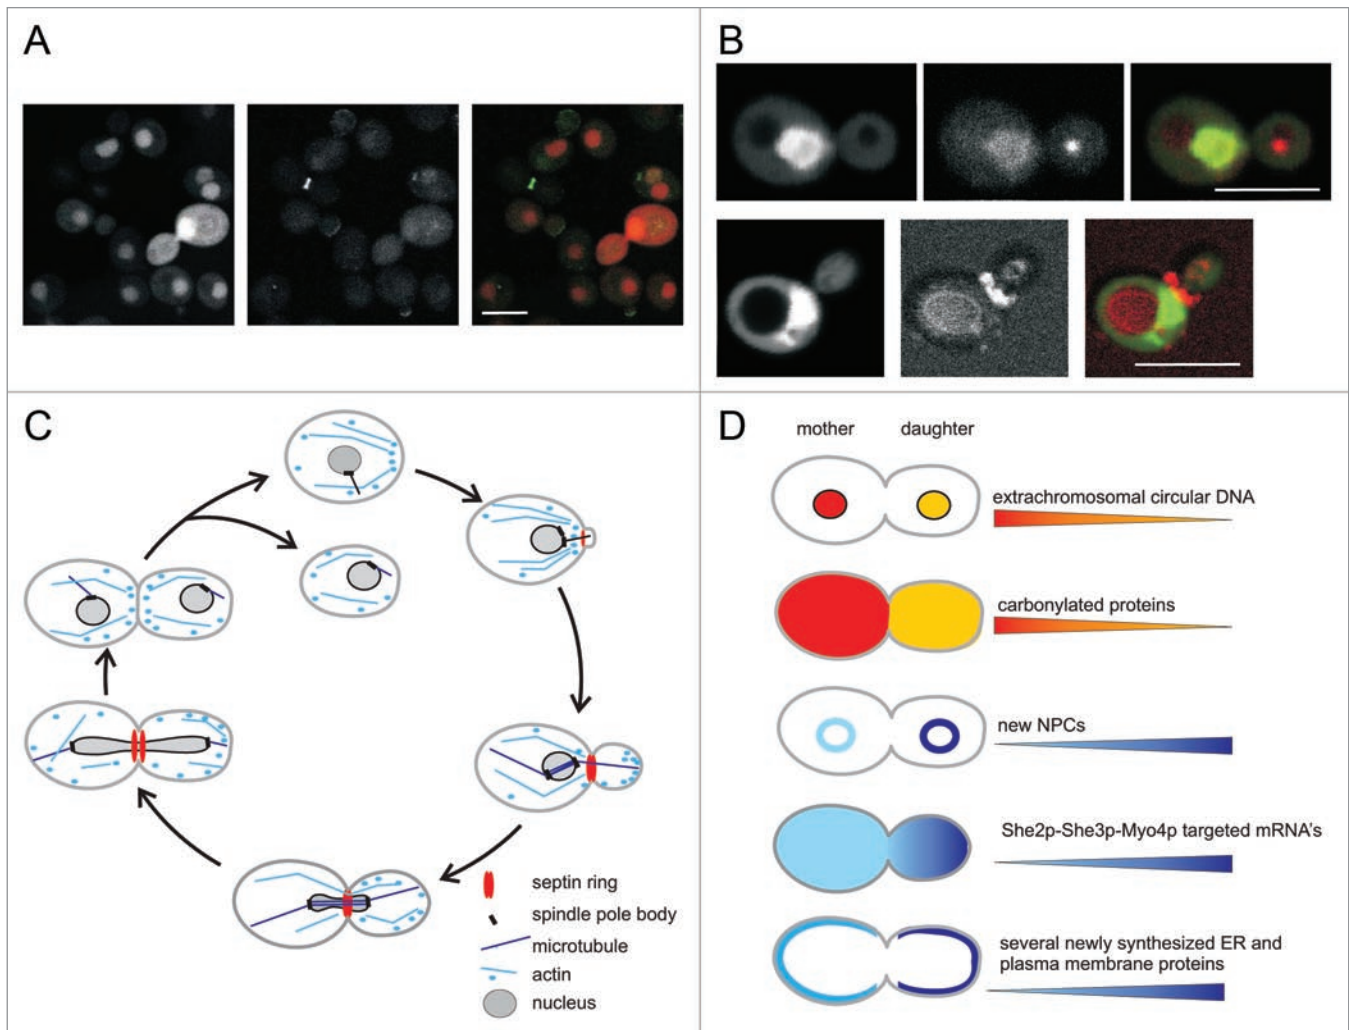 A
B
C
septin ring
spindle pole body
microtubule
actin
nucleus
D
mother daughter
extrachromosomal circular DNA
carbonylated proteins
new NPCs
She2p-She3p-Myo4p targeted mRNA's
several newly synthesized ER and
plasma membrane proteins